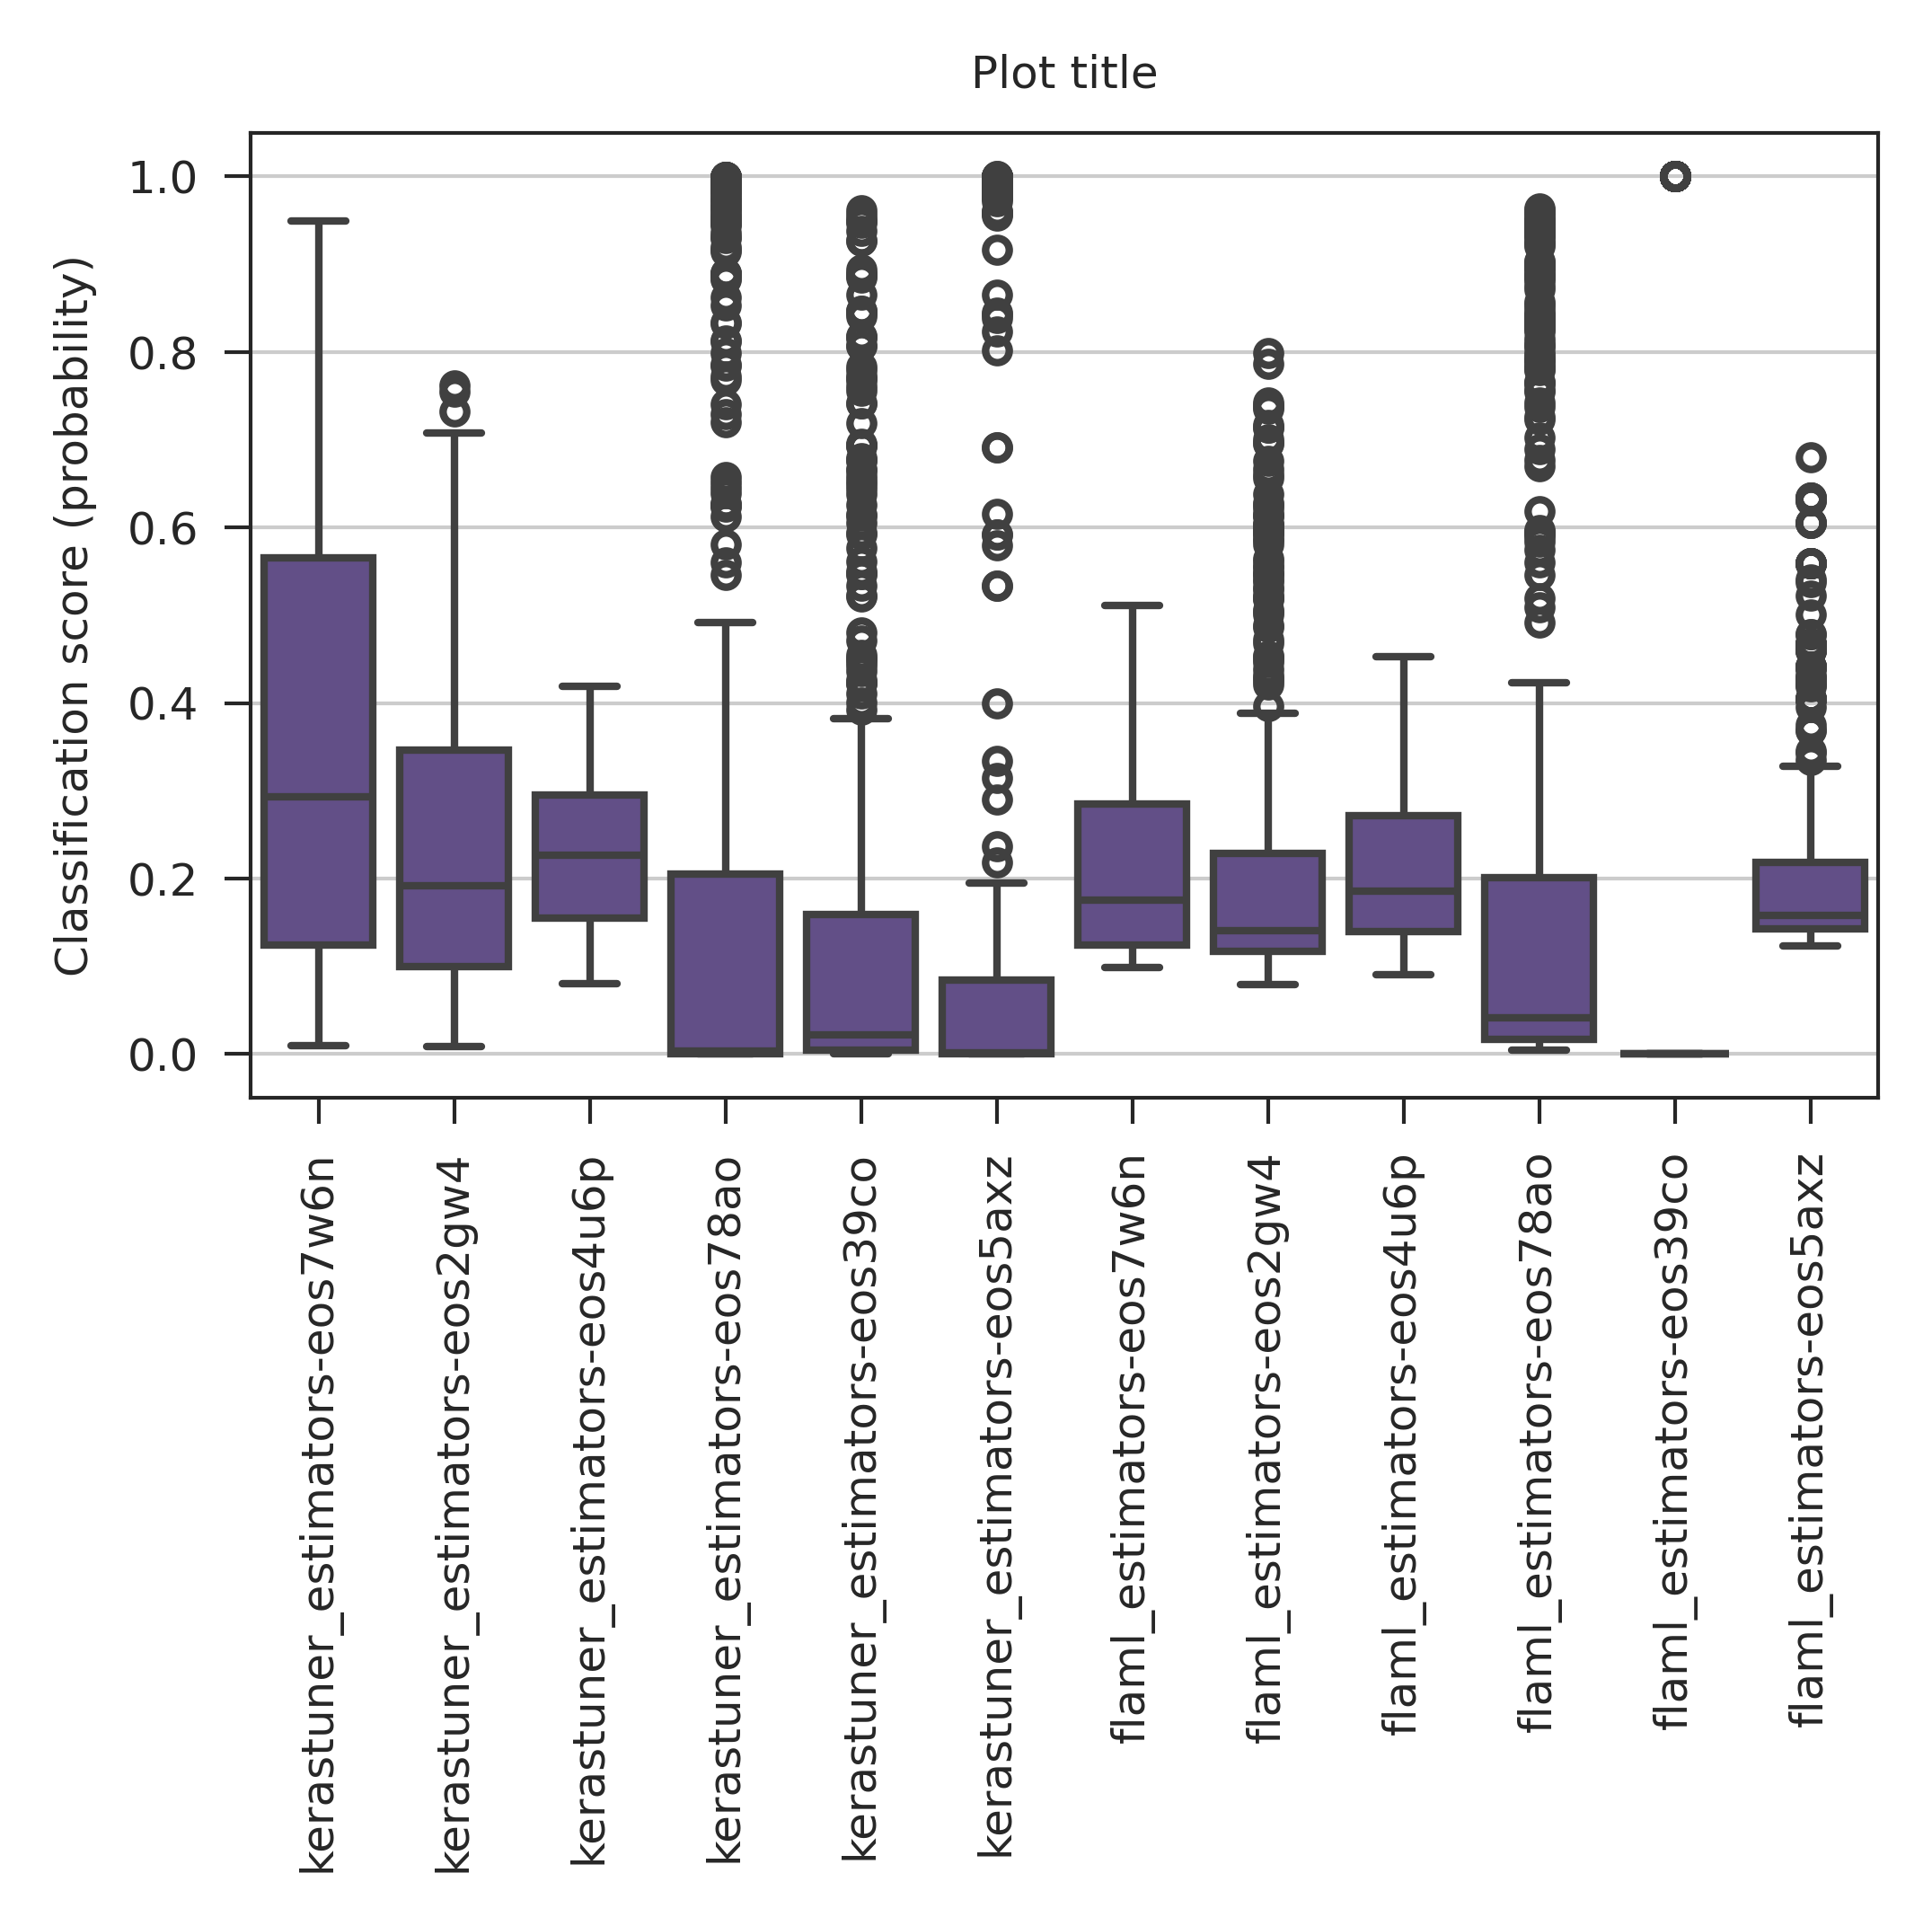 Plot title
Classification score (probability)
1.0
0.8
0.6
0.4
0.2
0.0
kerastuner_estimators-eos7w6n
kerastuner_estimators-eos2gw4
kerastuner_estimators-eos4u6p
kerastuner_estimators-eos78ao
kerastuner_estimators-eos39co
kerastuner_estimators-eos5axz
flaml_estimators-eos7w6n
flaml_estimators-eos2gw4
flaml_estimators-eos4u6p
flaml_estimators-eos78ao
flaml_estimators-eos39co
flaml_estimators-eos5axz